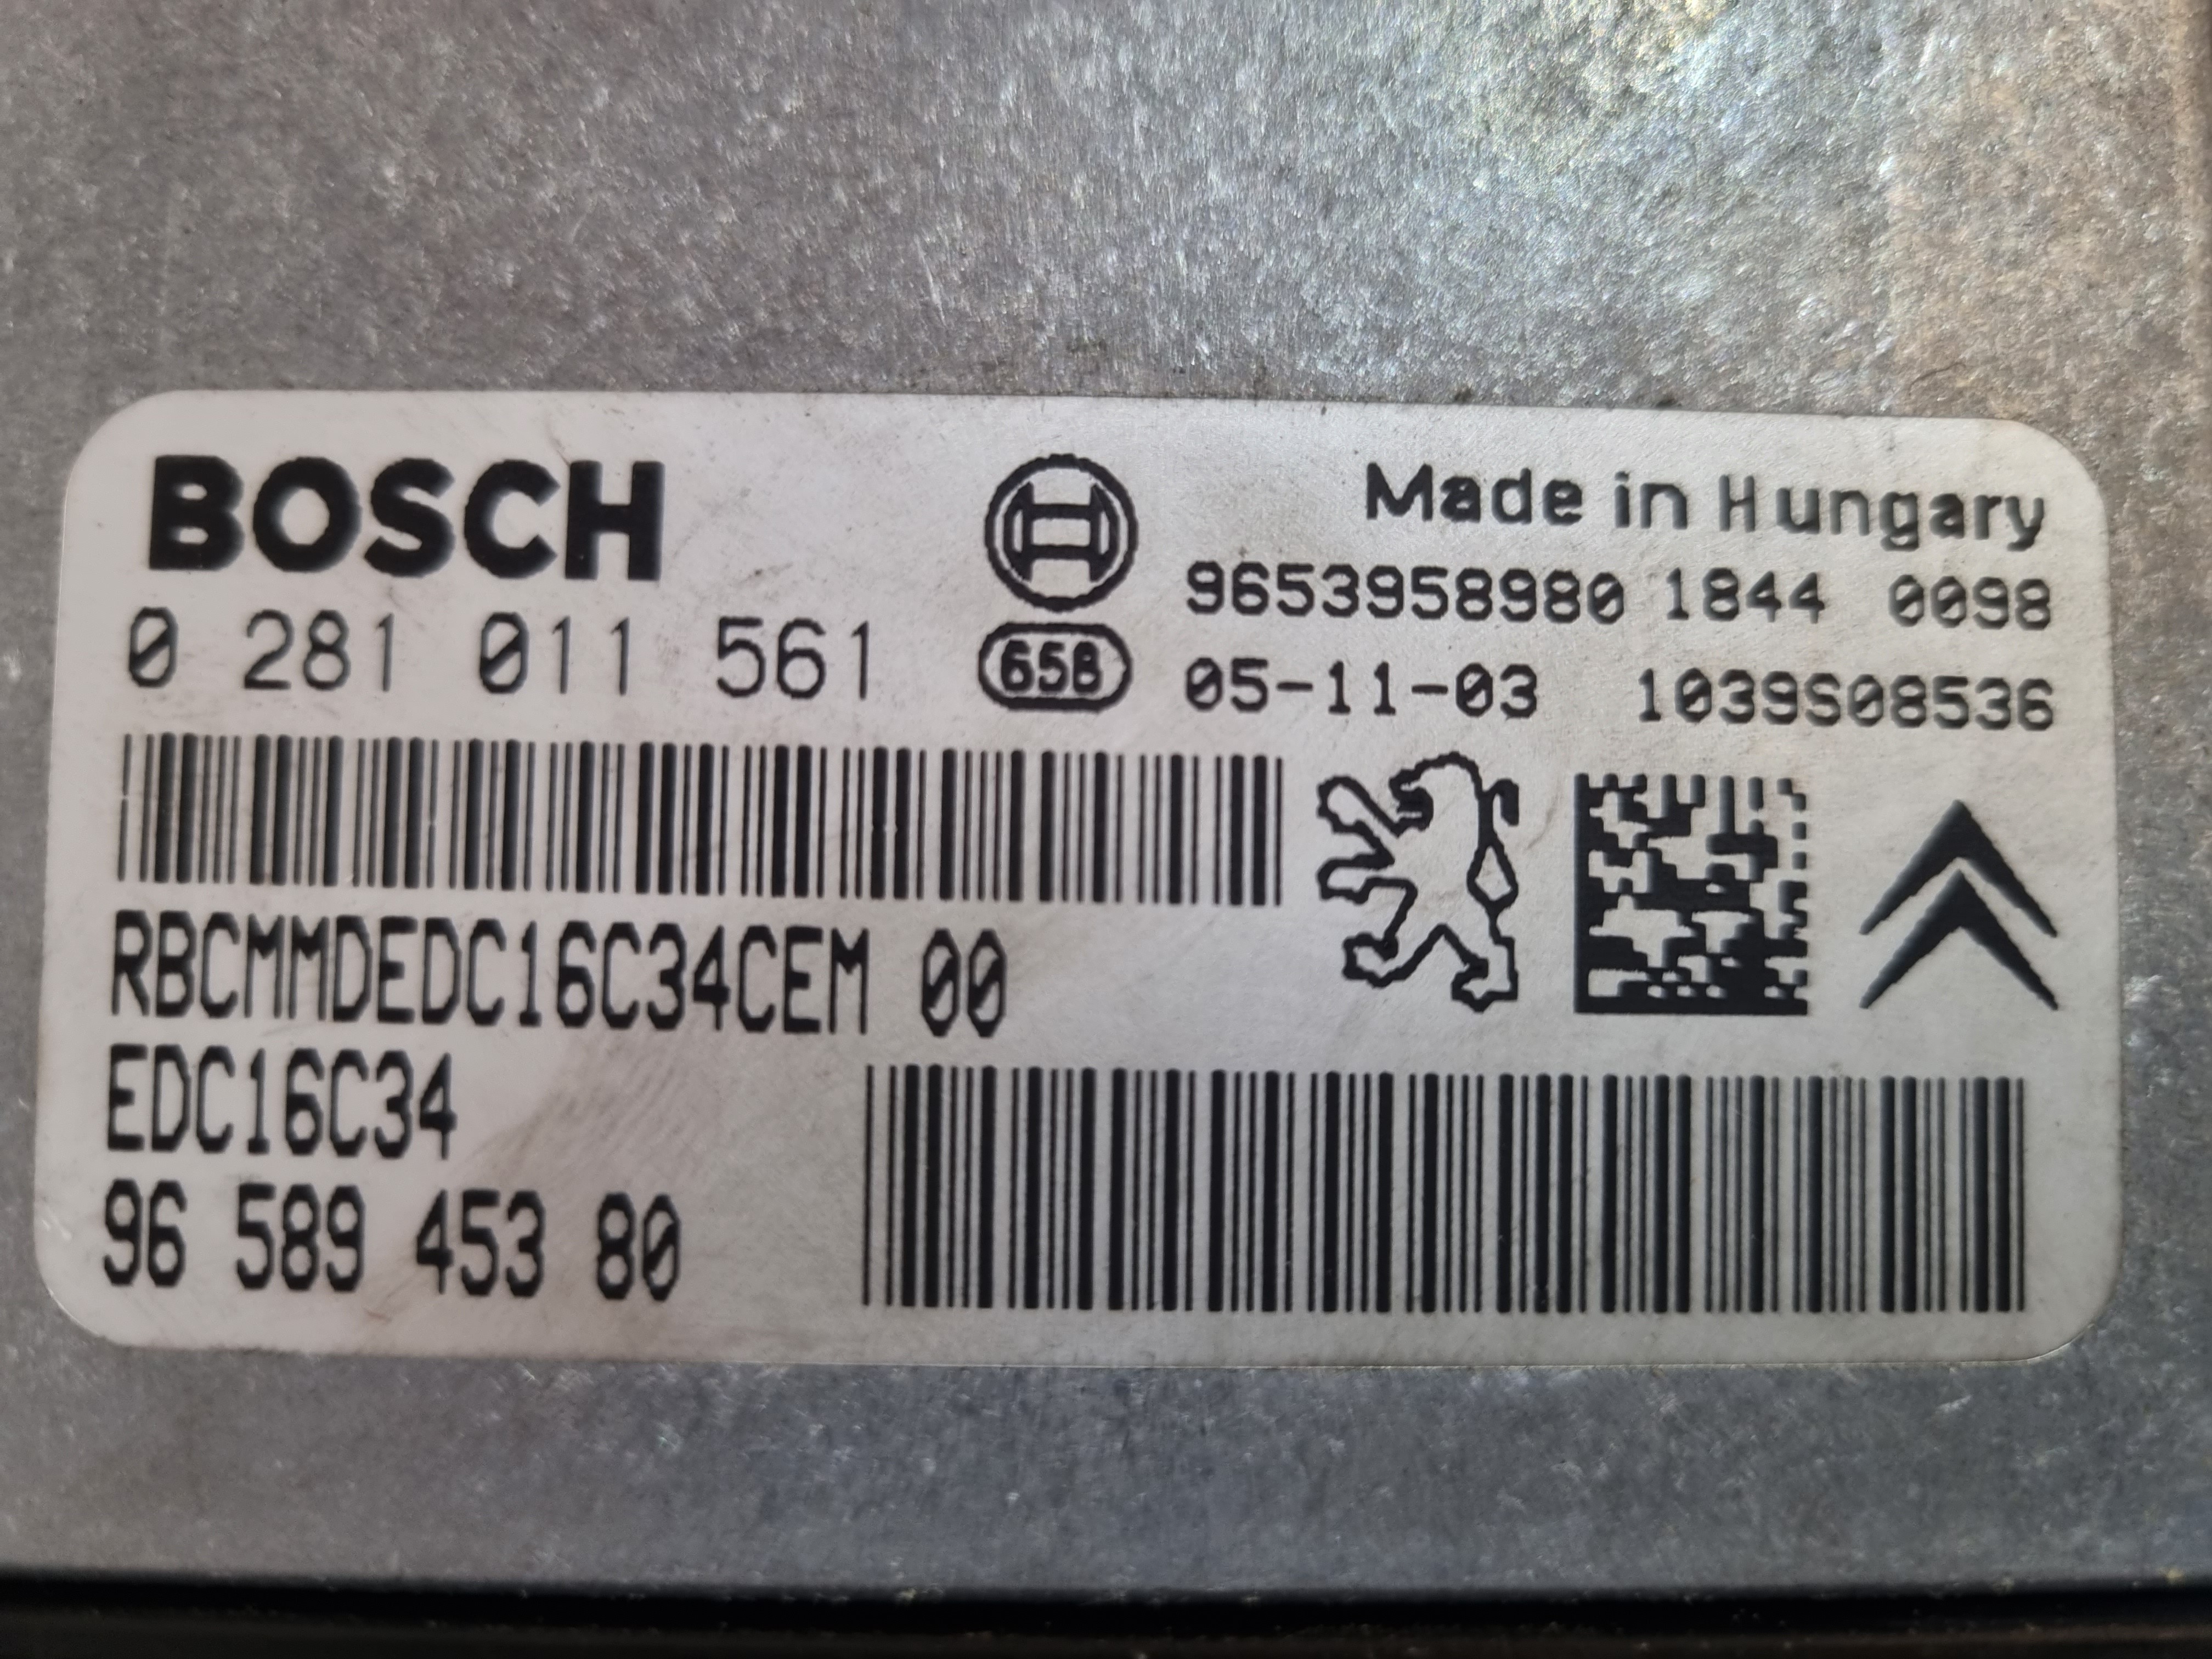 BOSCH
Made in Hungary
9653958980 1844 0098
0 281 011 561
658
05-11-03 1039S08536
RBCMMDEDC16C34CEM 00
EDC16C34
96 589 453 80